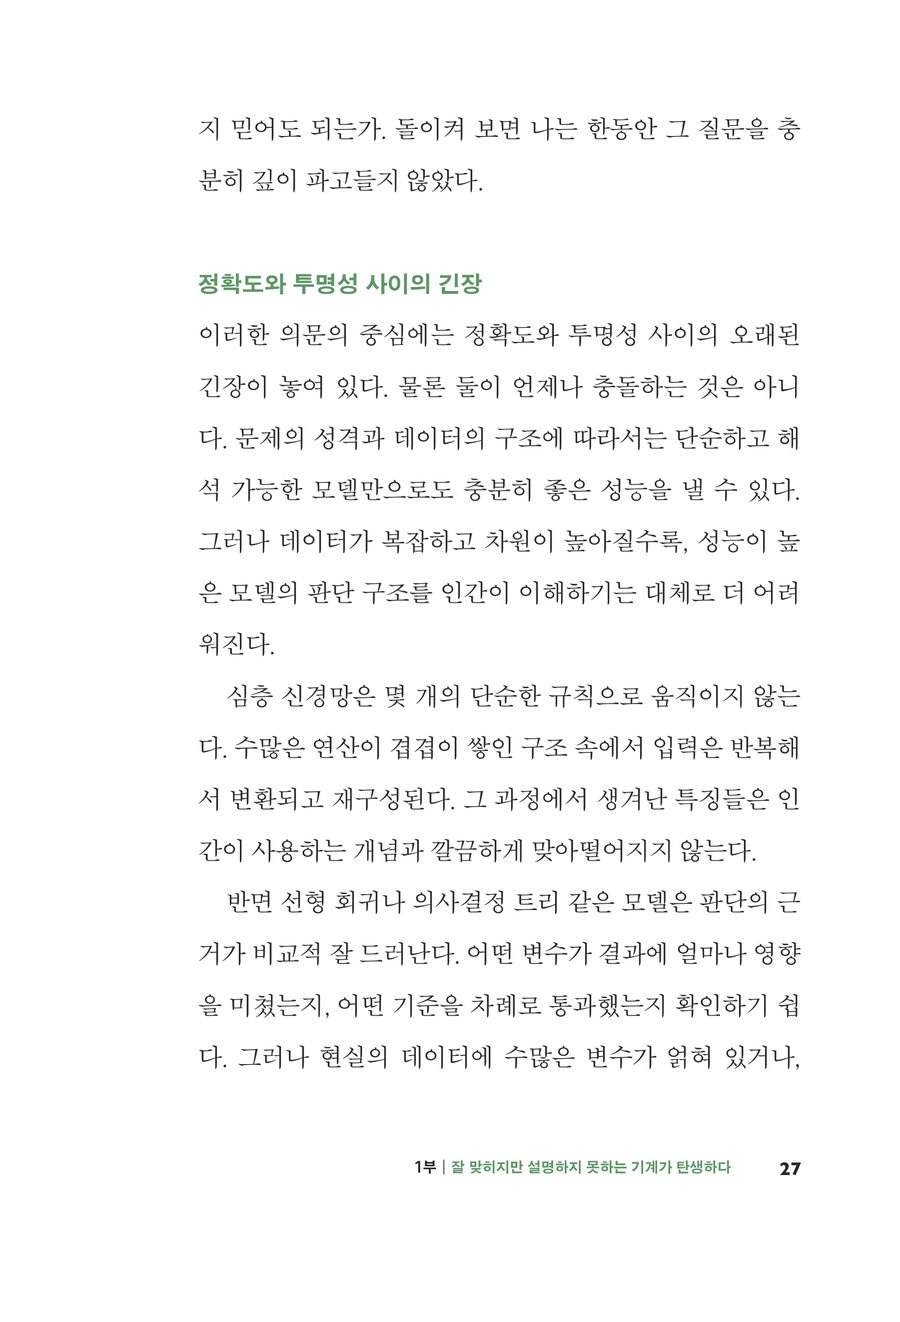 지 믿어도 되는가. 돌이켜 보면 나는 한동안 그 질문을 충
분히 깊이 파고들지 않았다.
정확도와 투명성 사이의 긴장
이러한 의문의 중심에는 정확도와 투명성 사이의 오래된
긴장이 놓여 있다. 물론 둘이 언제나 충돌하는 것은 아니
다. 문제의 성격과 데이터의 구조에 따라서는 단순하고 해
석 가능한 모델만으로도 충분히 좋은 성능을 낼 수 있다.
그러나 데이터가 복잡하고 차원이 높아질수록, 성능이 높
은 모델의 판단 구조를 인간이 이해하기는 대체로 더 어려
워진다.
심층 신경망은 몇 개의 단순한 규칙으로 움직이지 않는
다. 수많은 연산이 겹겹이 쌓인 구조 속에서 입력은 반복해
서 변환되고 재구성된다. 그 과정에서 생겨난 특징들은 인
간이 사용하는 개념과 깔끔하게 맞아떨어지지 않는다.
반면 선형 회귀나 의사결정 트리 같은 모델은 판단의 근
거가 비교적 잘 드러난다. 어떤 변수가 결과에 얼마나 영향
을 미쳤는지, 어떤 기준을 차례로 통과했는지 확인하기 쉽
다. 그러나 현실의 데이터에 수많은 변수가 얽혀 있거나,
1부 | 잘 맞히지만 설명하지 못하는 기계가 탄생하다 27